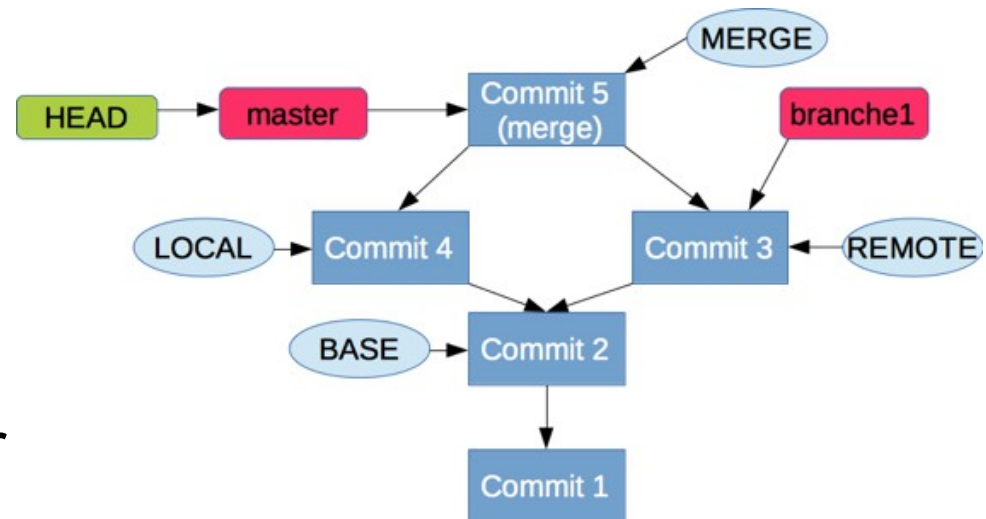 MERGE
HEAD
master
Commit 5
(merge)
branche1
LOCAL
Commit 4
Commit 3
REMOTE
BASE
Commit 2
Commit 1